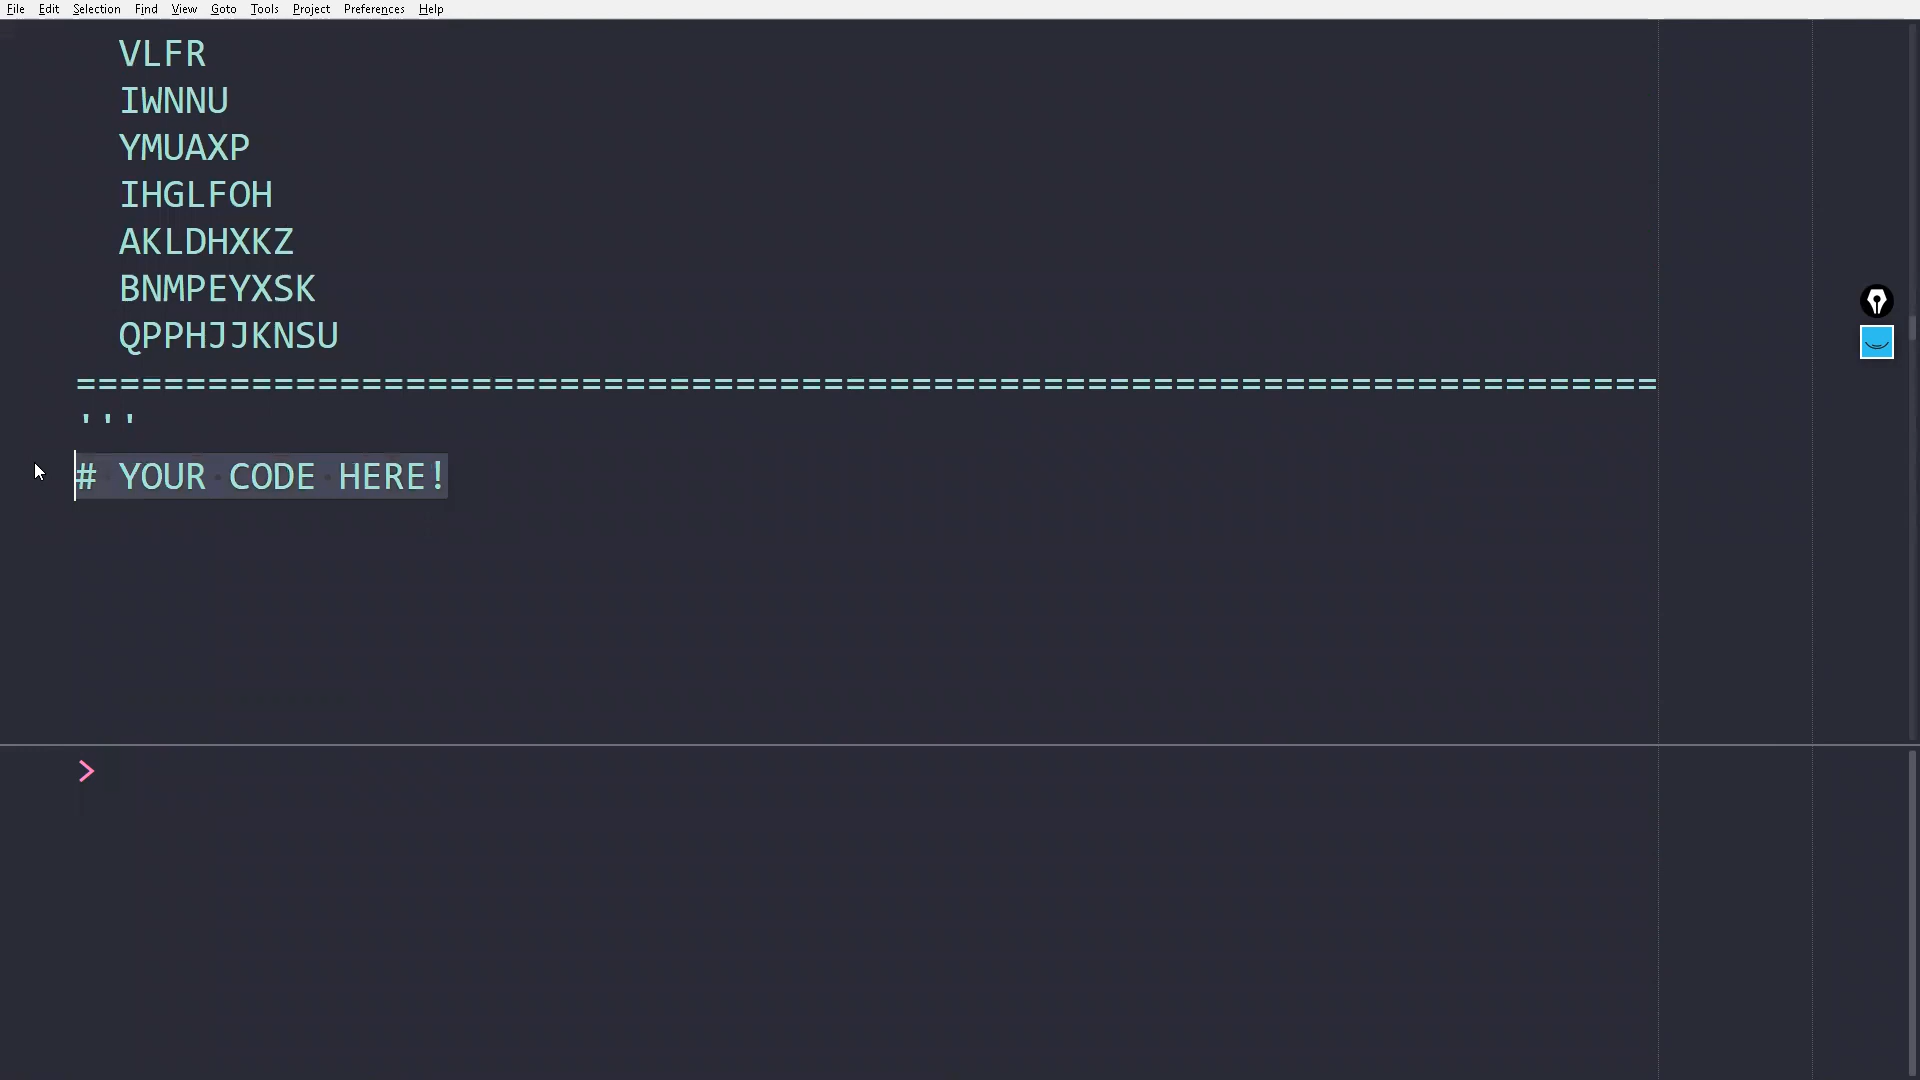 File Edit Selection Find View Goto Tools Project Preferences Help
VLFR
IWNNU
YMUAXP
IHGLFOH
AKLDHXKZ
BNMPEYXSK
QPPHJJKNSU
========================================================================
'''
# YOUR CODE HERE!
>